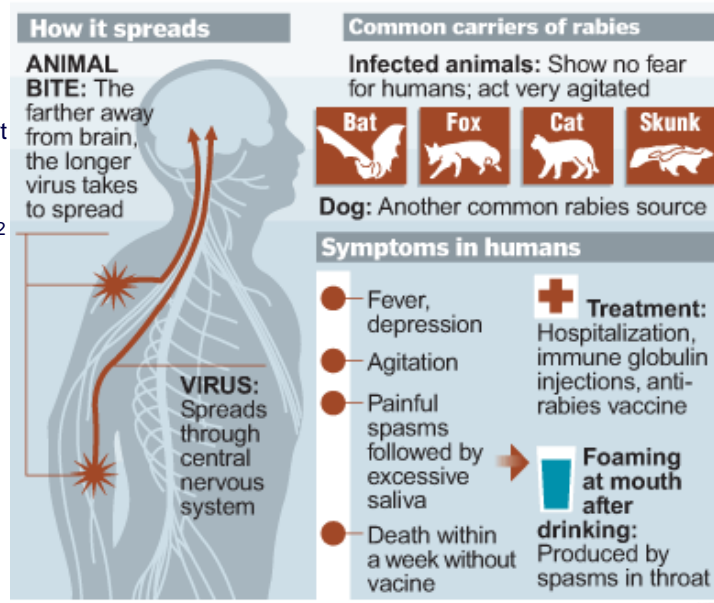 How it spreads
ANIMAL
BITE: The
farther away
from brain,
the longer
virus takes
to spread
t
2
VIRUS:
Spreads
through
central
nervous
system
Common carriers of rabies
Infected animals: Show no fear
for humans; act very agitated
Bat
Fox
Cat
Skunk
Dog: Another common rabies source
Symptoms in humans
Fever,
depression
Agitation
Painful
spasms
followed by
excessive
saliva
Death within
a week without
vacine
Treatment:
Hospitalization,
immune globulin
injections, anti-
rabies vaccine
Foaming
at mouth
after
drinking:
Produced by
spasms in throat